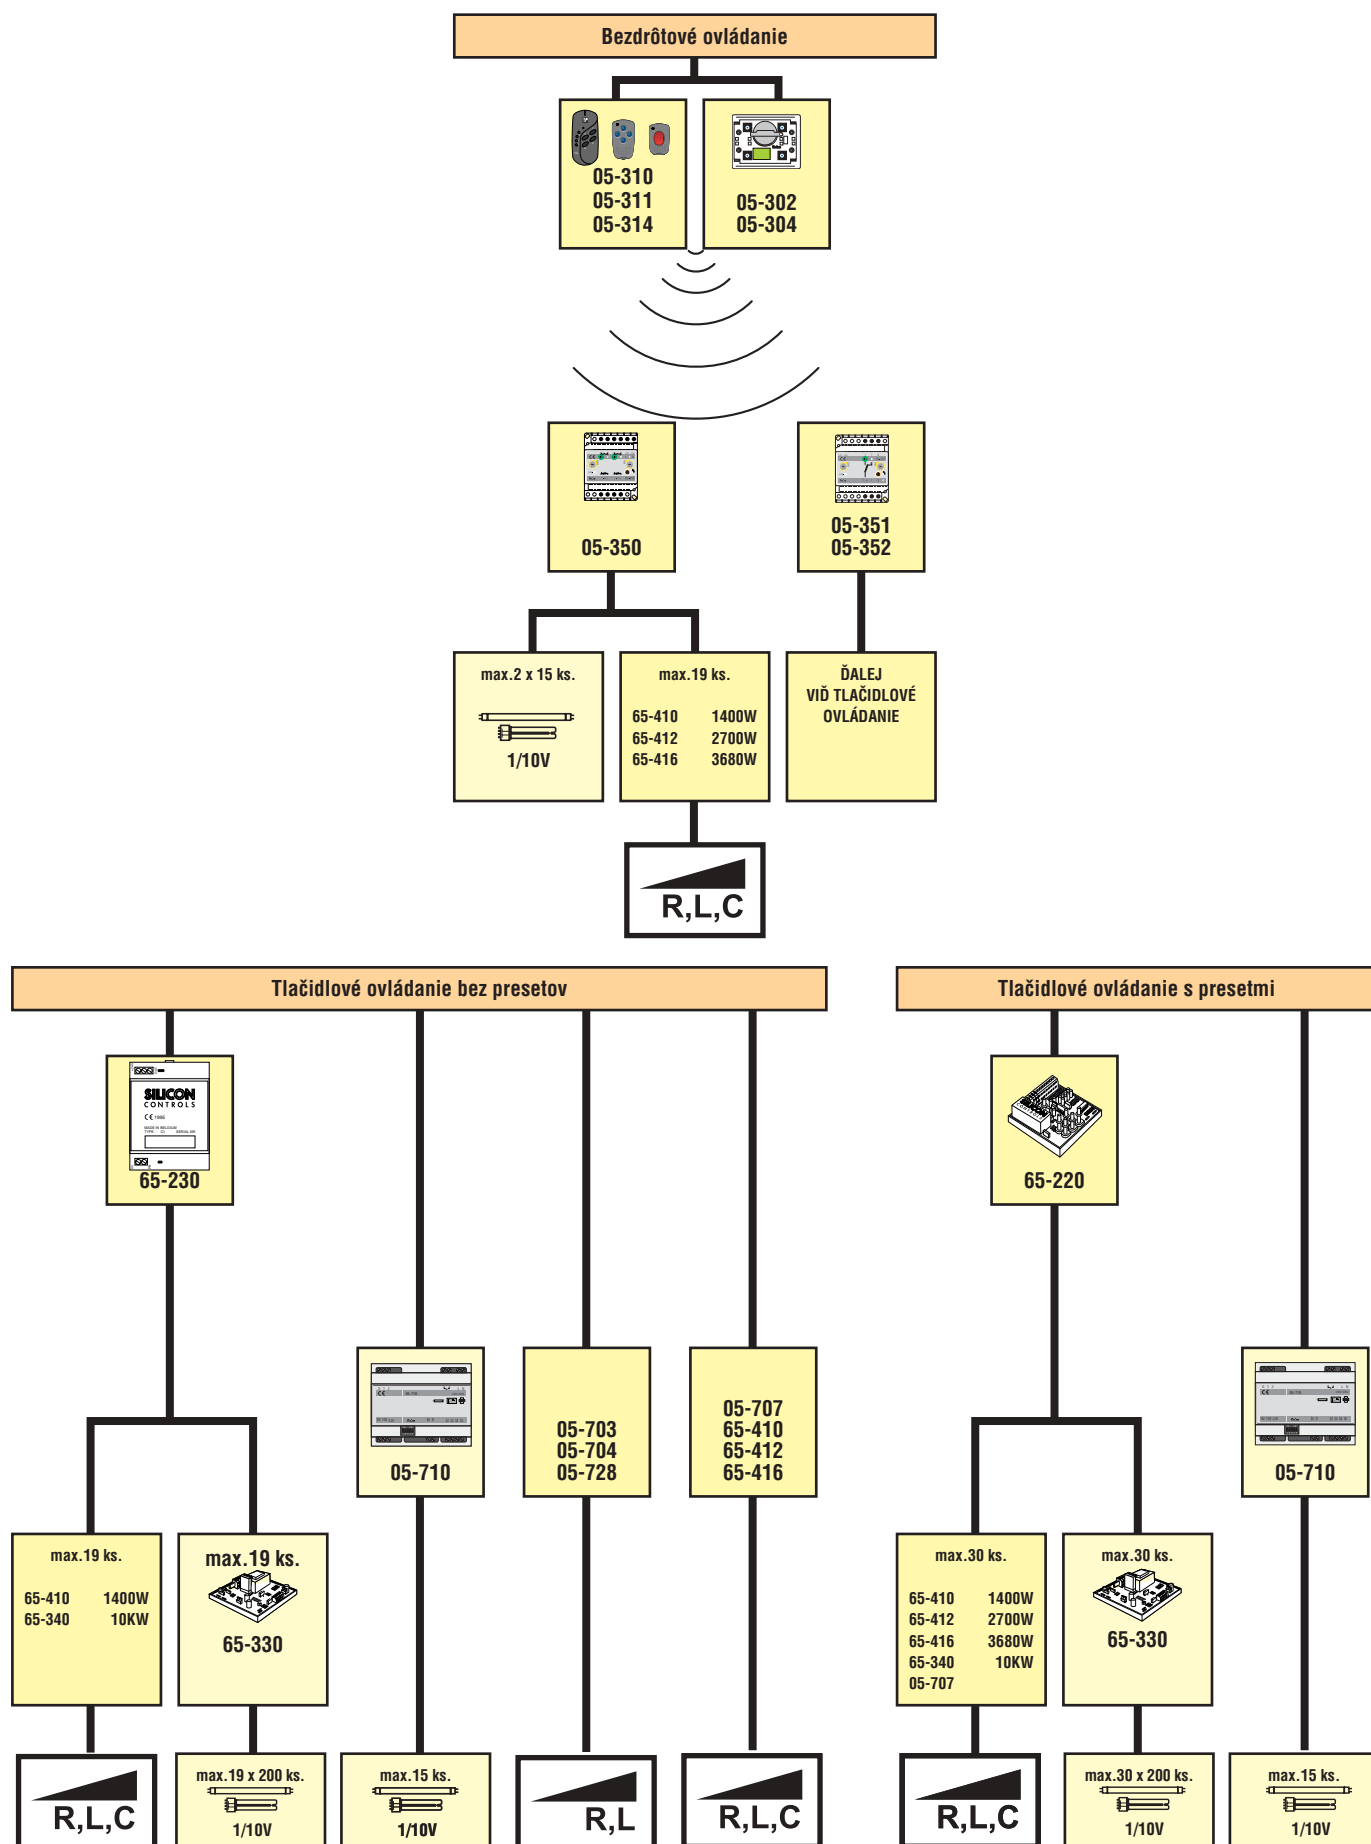 Bezdrôtové ovládanie
05-310
05-311
05-314
05-302
05-304
05-350
05-351
05-352
max.2 x 15 ks.
1/10V
max.19 ks.
65-410 1400W
65-412 2700W
65-416 3680W
ĎALEJ
VIĎ TLAČIDLOVÉ
OVLÁDANIE
R,L,C
Tlačidlové ovládanie bez presetov
SILICON
CONTROLS
CE 1995
MADE IN BELGIUM
65-230
05-710
05-703
05-704
05-728
05-707
65-410
65-412
65-416
max.19 ks.
65-410 1400W
65-340 10KW
max.19 ks.
65-330
R,L,C
max.19 x 200 ks.
1/10V
max.15 ks.
1/10V
R,L
R,L,C
Tlačidlové ovládanie s presetmi
65-220
05-710
max.30 ks.
65-410 1400W
65-412 2700W
65-416 3680W
65-340 10KW
05-707
max.30 ks.
65-330
R,L,C
max.30 x 200 ks.
1/10V
max.15 ks.
1/10V